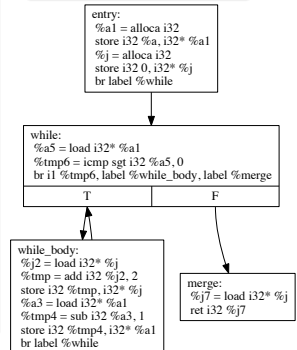 entry:
%a1 = alloca i32
store i32 %a, i32* %a1
%j = alloca i32
store i32 0, i32* %j
br label %while
while:
%a5 = load i32* %a1
%tmp6 = icmp sgt i32 %a5, 0
br i1 %tmp6, label %while_body, label %merge
T F
while_body:
%j2 = load i32* %j
%tmp = add i32 %j2, 2
store i32 %tmp, i32* %j
%a3 = load i32* %a1
%tmp4 = sub i32 %a3, 1
store i32 %tmp4, i32* %a1
br label %while
merge:
%j7 = load i32* %j
ret i32 %j7